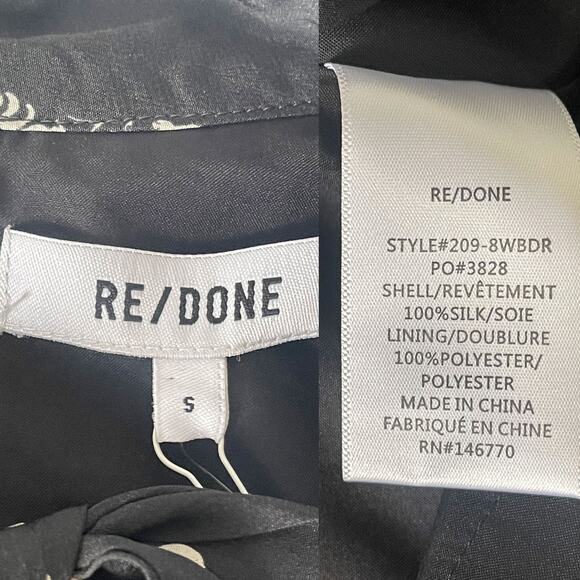 RE/DONE
S
RE/DONE
STYLE#209-8WBDR
PO#3828
SHELL/REVÊTEMENT
100%SILK/SOIE
LINING/DOUBLURE
100%POLYESTER/
POLYESTER
MADE IN CHINA
FABRIQUÉ EN CHINE
RN#146770